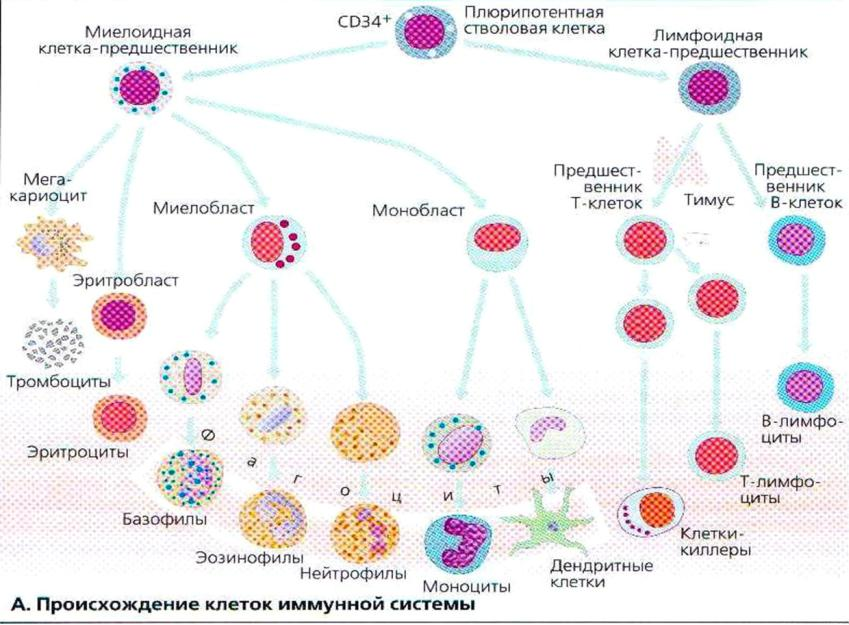 CD34+
Плюрипотентная
стволовая клетка
Миелоидная
клетка-предшественник
Лимфоидная
клетка-предшественник
Мега-
кариоцит
Миелобласт
Монобласт
Предшест-
венник
Т-клеток
Тимус
Предшест-
венник
В-клеток
Эритробласт
Тромбоциты
Эритроциты
В-лимфо-
циты
Фагоциты
Т-лимфо-
циты
Базофилы
Эозинофилы
Нейтрофилы
Моноциты
Дендритные
клетки
Клетки-
киллеры
А. Происхождение клеток иммунной системы